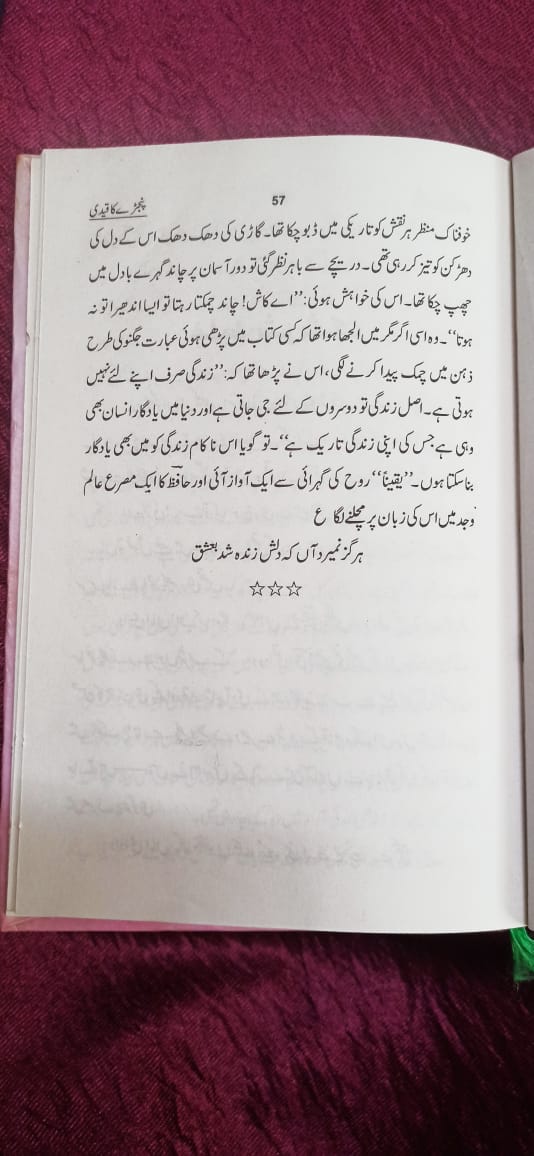 57
پنجڑے کا قیدی
خوفناک منظر ہر نقش کو تاریکی میں ڈبو چکا تھا۔ گاڑی کی دھک دھک اس کے دل کی
دھڑکن کو تیز کر رہی تھی۔ دریچے سے باہر نظر گئی تو دور آسمان پر چاند گہرے بادل میں
چھپ چکا تھا۔ اس کی خواہش ہوئی: ’’اے کاش! چاند چمکتا رہتا تو ایسا اندھیرا تو نہ
ہوتا‘‘۔ وہ اسی اگر مگر میں الجھا ہوا تھا کہ کسی کتاب میں پڑھی ہوئی عبارت جگنو کی طرح
ذہن میں چمک پیدا کرنے لگی، اس نے پڑھا تھا کہ: ’’زندگی صرف اپنے لئے نہیں
ہوتی ہے۔ اصل زندگی تو دوسروں کے لئے جی جاتی ہے اور دنیا میں یادگار انسان بھی
وہی ہے جس کی اپنی زندگی تاریک ہے‘‘۔ تو گویا اس ناکام زندگی کو میں بھی یادگار
بنا سکتا ہوں۔ ’’یقیناً‘‘ روح کی گہرائی سے ایک آواز آئی اور حافظؔ کا ایک مصرع عالم
وجد میں اس کی زبان پر مچلنے لگا ع
ہرگز نمیرد آں کہ دلش زندہ شد بعشق
☆☆☆